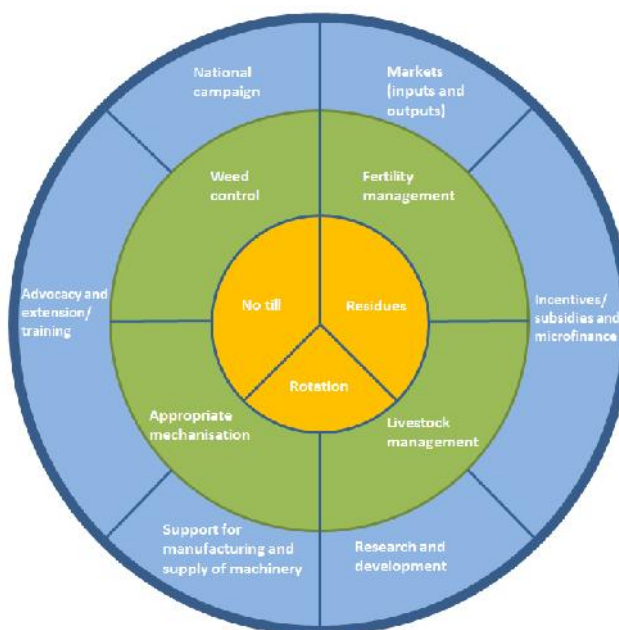 National
campaign
Markets
(inputs and
outputs)
Weed
control
Fertility
management
Advocacy and
extension/
training
No till
Residues
Incentives/
subsidies and
microfinance
Rotation
Appropriate
mechanisation
Livestock
management
Support for
manufacturing and
supply of machinery
Research and
development